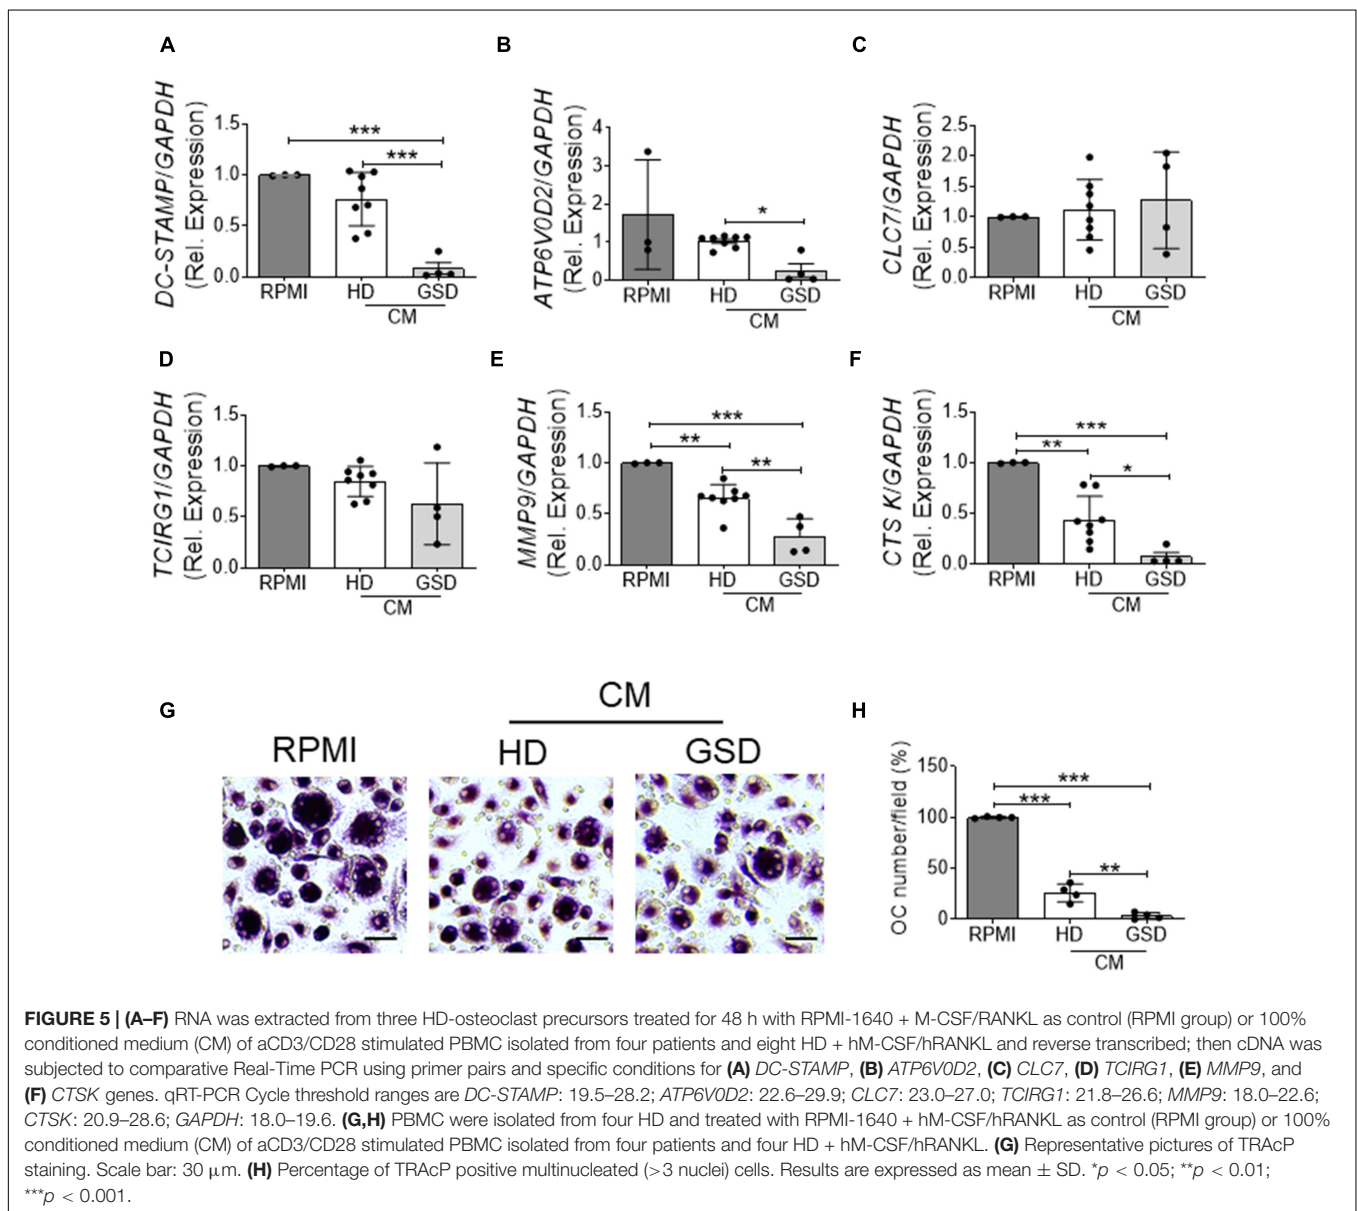 A
B
C
DC-STAMP/GAPDH
(Rel. Expression)
1.5
1.0
0.5
0.0
***
***
RPMI
HD
GSD
CM
ATP6V0D2/GAPDH
(Rel. Expression)
4
3
2
1
0
*
RPMI
HD
GSD
CM
CLC7/GAPDH
(Rel. Expression)
2.5
2.0
1.5
1.0
0.5
0.0
RPMI
HD
GSD
CM
D
E
F
TCIRG1/GAPDH
(Rel. Expression)
1.5
1.0
0.5
0.0
RPMI
HD
GSD
CM
MMP9/GAPDH
(Rel. Expression)
1.5
1.0
0.5
0.0
***
**
**
RPMI
HD
GSD
CM
CTS K/GAPDH
(Rel. Expression)
1.5
1.0
0.5
0.0
***
**
*
RPMI
HD
GSD
CM
G
CM
RPMI
HD
GSD
H
OC number/field (%)
150
100
50
0
***
***
**
RPMI
HD
GSD
CM
FIGURE 5 | (A–F) RNA was extracted from three HD-osteoclast precursors treated for 48 h with RPMI-1640 + M-CSF/RANKL as control (RPMI group) or 100%
conditioned medium (CM) of aCD3/CD28 stimulated PBMC isolated from four patients and eight HD + hM-CSF/hRANKL and reverse transcribed; then cDNA was
subjected to comparative Real-Time PCR using primer pairs and specific conditions for (A) DC-STAMP, (B) ATP6V0D2, (C) CLC7, (D) TCIRG1, (E) MMP9, and
(F) CTSK genes. qRT-PCR Cycle threshold ranges are DC-STAMP: 19.5–28.2; ATP6V0D2: 22.6–29.9; CLC7: 23.0–27.0; TCIRG1: 21.8–26.6; MMP9: 18.0–22.6;
CTSK: 20.9–28.6; GAPDH: 18.0–19.6. (G,H) PBMC were isolated from four HD and treated with RPMI-1640 + hM-CSF/hRANKL as control (RPMI group) or 100%
conditioned medium (CM) of aCD3/CD28 stimulated PBMC isolated from four patients and four HD + hM-CSF/hRANKL. (G) Representative pictures of TRAcP
staining. Scale bar: 30 μm. (H) Percentage of TRAcP positive multinucleated (>3 nuclei) cells. Results are expressed as mean ± SD. *p < 0.05; **p < 0.01;
***p < 0.001.